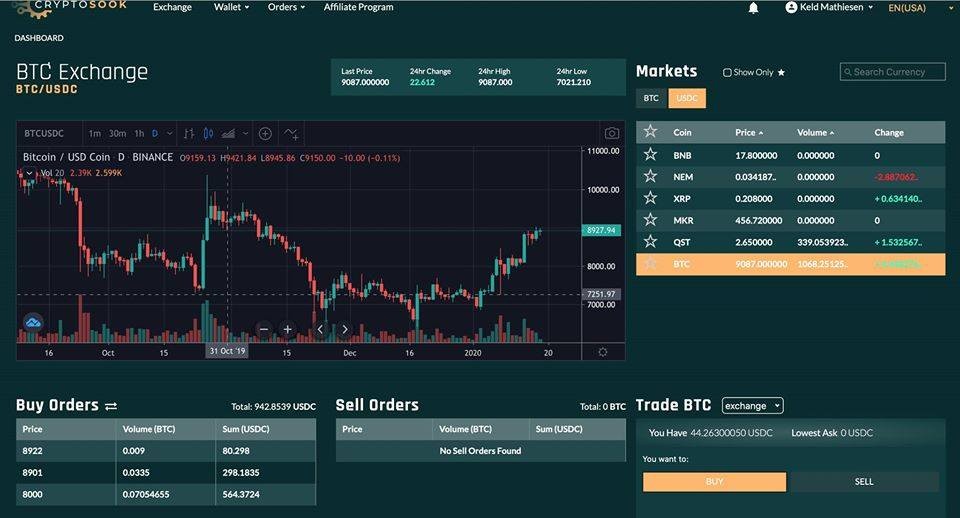 CRYPTOSOOK
Exchange Wallet Orders Affiliate Program Keld Mathiesen EN(USA)
DASHBOARD
BTC Exchange
BTC/USDC
Last Price 24hr Change 24hr High 24hr Low
9087.000000 22.612 9087.000 7021.210
Markets Show Only ★ Search Currency
BTC USDC
Coin Price Volume Change
BNB 17.800000 0.000000 0
NEM 0.034187.. 0.000000 -2.887062..
XRP 0.208000 0.000000 +0.634140..
MKR 456.720000 0.000000 0
QST 2.650000 339.053923.. +1.532567..
BTC 9087.000000 1068.25125..
BTCUSDC 1m 30m 1h D
Bitcoin / USD Coin · D · BINANCE O9159.13 H9421.84 L8945.86 C9150.00 -10.00 (-0.11%)
Vol 20 2.39K 2.599K
11000.00
10000.00
8927.94
8000.00
7251.97
7000.00
16 Oct 15 31 Oct '19 15 Dec 16 2020 20
Buy Orders Total: 942.8539 USDC
Price Volume (BTC) Sum (USDC)
8922 0.009 80.298
8901 0.0335 298.1835
8000 0.07054655 564.3724
Sell Orders Total: 0 BTC
Price Volume (BTC) Sum (USDC)
No Sell Orders Found
Trade BTC exchange
You Have 44.26300050 USDC Lowest Ask 0 USDC
You want to:
BUY SELL